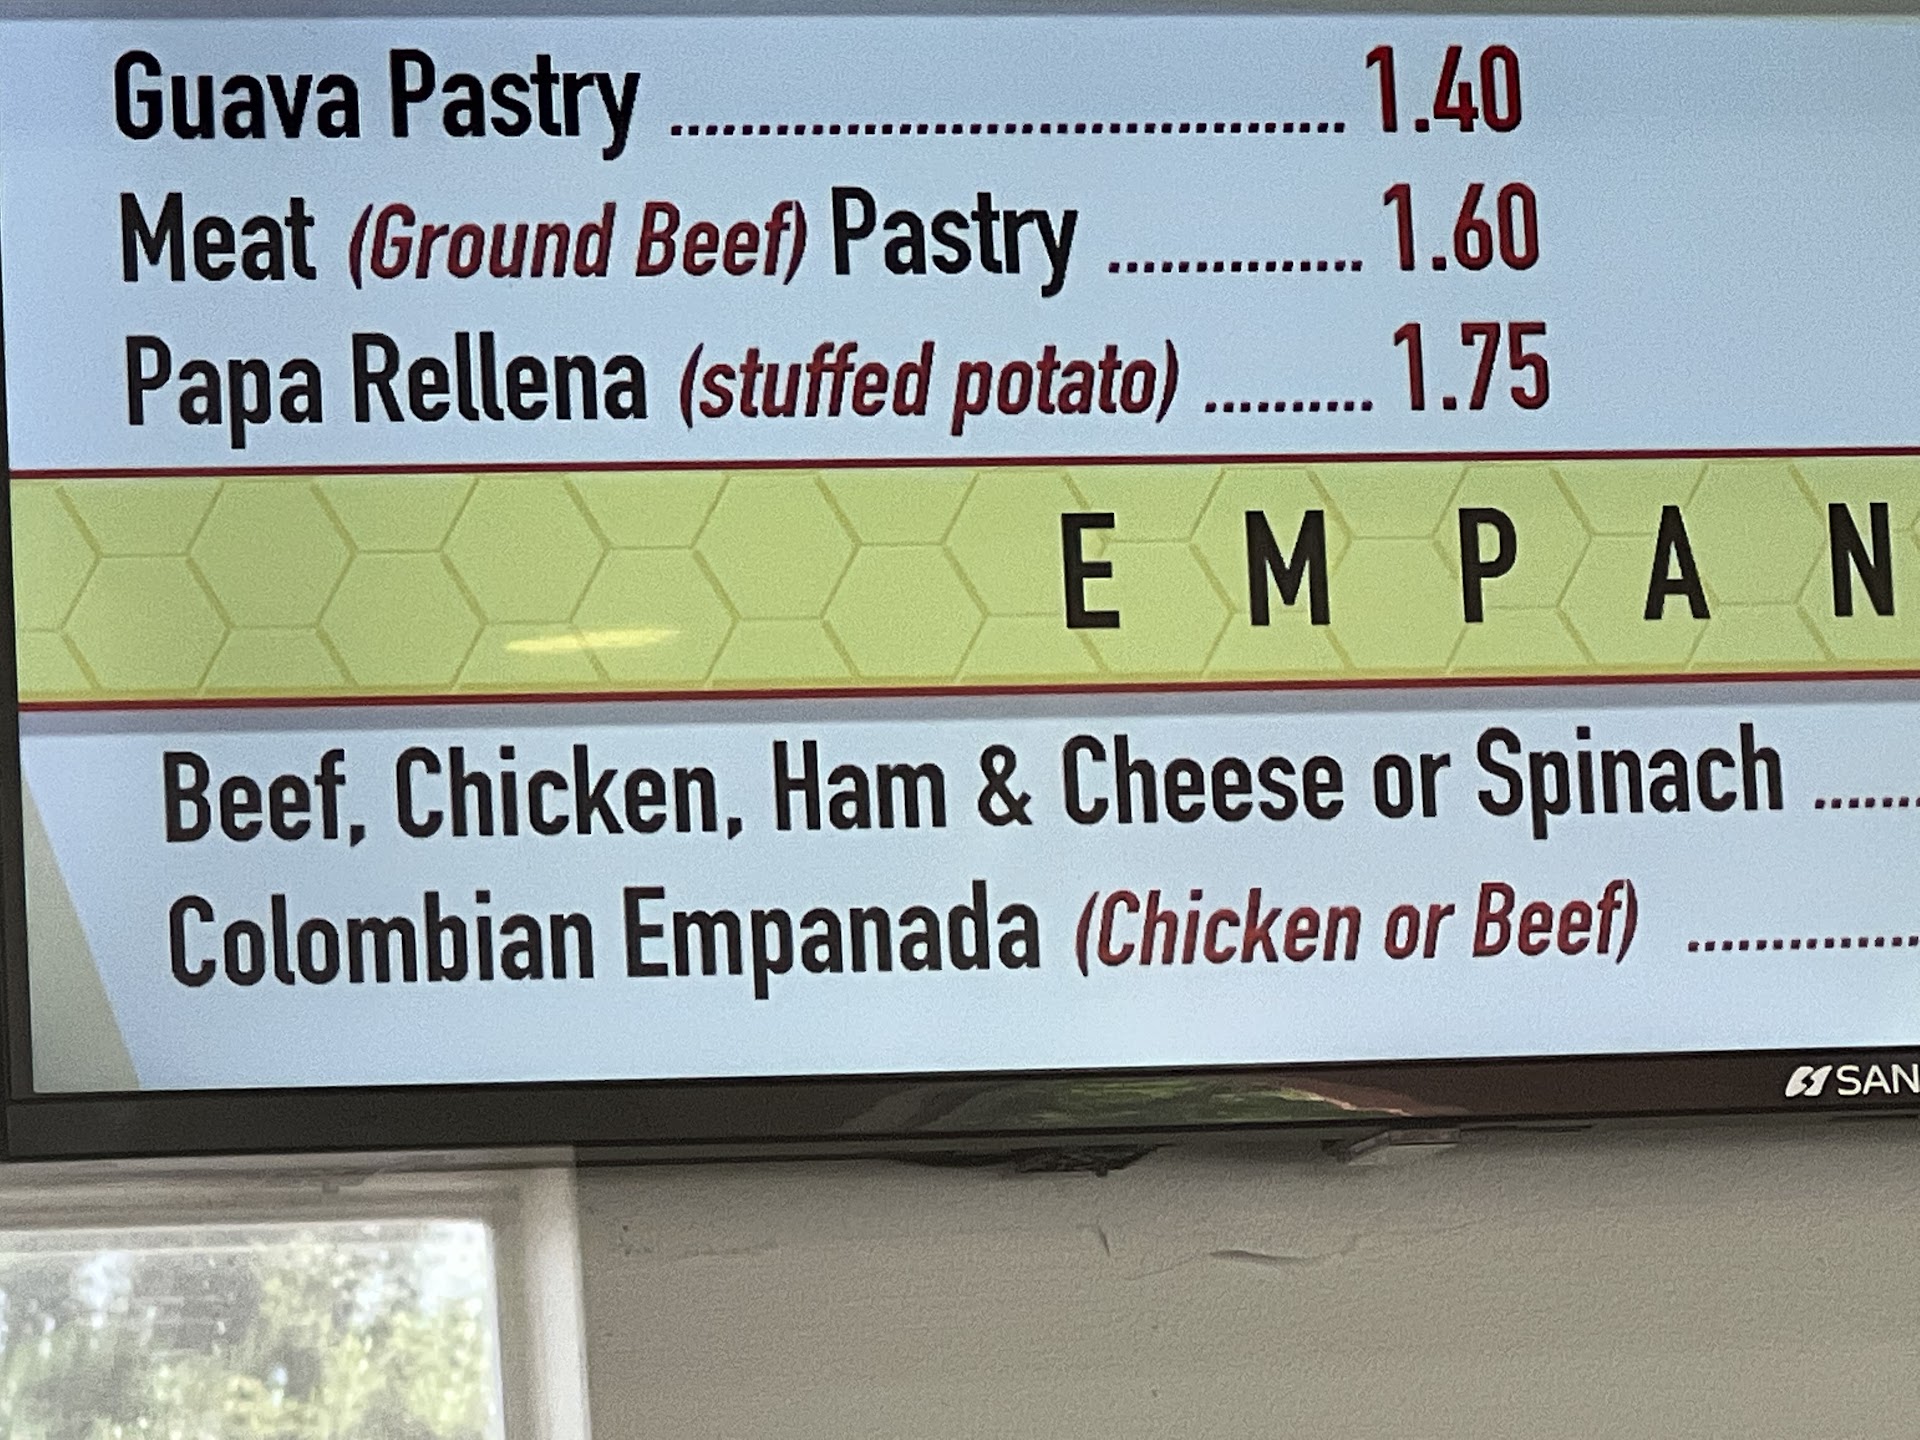 Guava Pastry ........................................ 1.40
Meat (Ground Beef) Pastry ............... 1.60
Papa Rellena (stuffed potato) .......... 1.75
E M P A N
Beef, Chicken, Ham & Cheese or Spinach .......
Colombian Empanada (Chicken or Beef) ..............
SAN